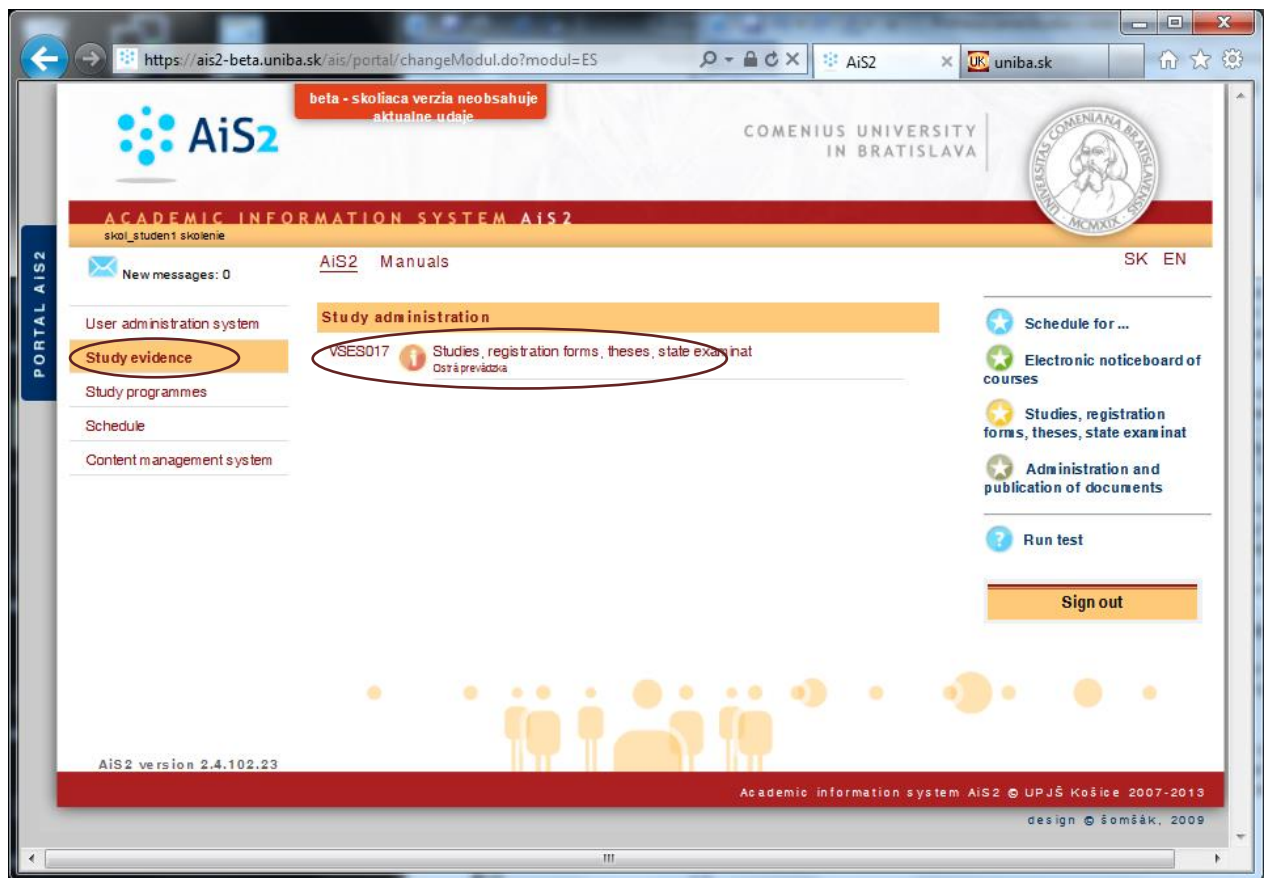 https://ais2-beta.uniba.sk/ais/portal/changeModul.do?modul=ES
AiS2
UK uniba.sk
beta - skoliaca verzia neobsahuje
aktualne udaje
AiS2
COMENIUS UNIVERSITY
IN BRATISLAVA
UNIVERSITAS COMENIANA BRATISLAVENSIS
MCMXIX
ACADEMIC INFORMATION SYSTEM AiS2
skol_studen1 skolenie
PORTAL AiS2
New messages: 0
AiS2 Manuals
SK EN
User administration system
Study evidence
Study programmes
Schedule
Content management system
Study administration
VSES017 Studies, registration forms, theses, state examinat
Ostrá prevádzka
Schedule for ...
Electronic noticeboard of
courses
Studies, registration
forms, theses, state examinat
Administration and
publication of documents
Run test
Sign out
AiS2 version 2.4.102.23
Academic information system AiS2 © UPJŠ Košice 2007-2013
design © šomšák, 2009